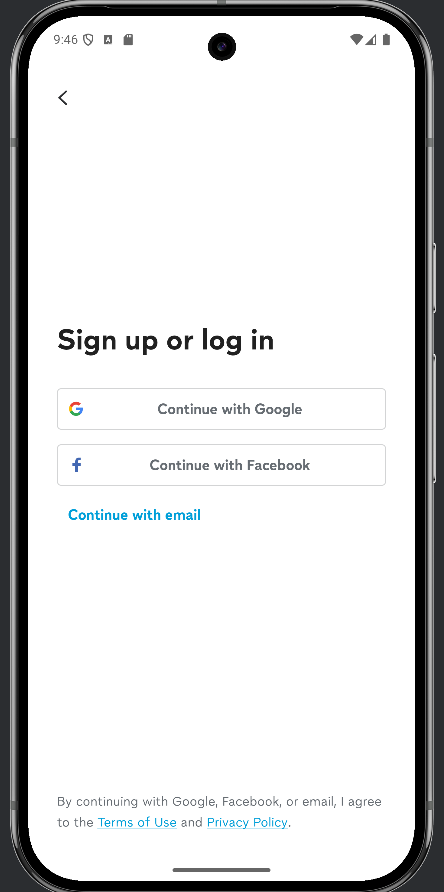 9:46
Sign up or log in
Continue with Google
Continue with Facebook
Continue with email
By continuing with Google, Facebook, or email, I agree
to the Terms of Use and Privacy Policy.